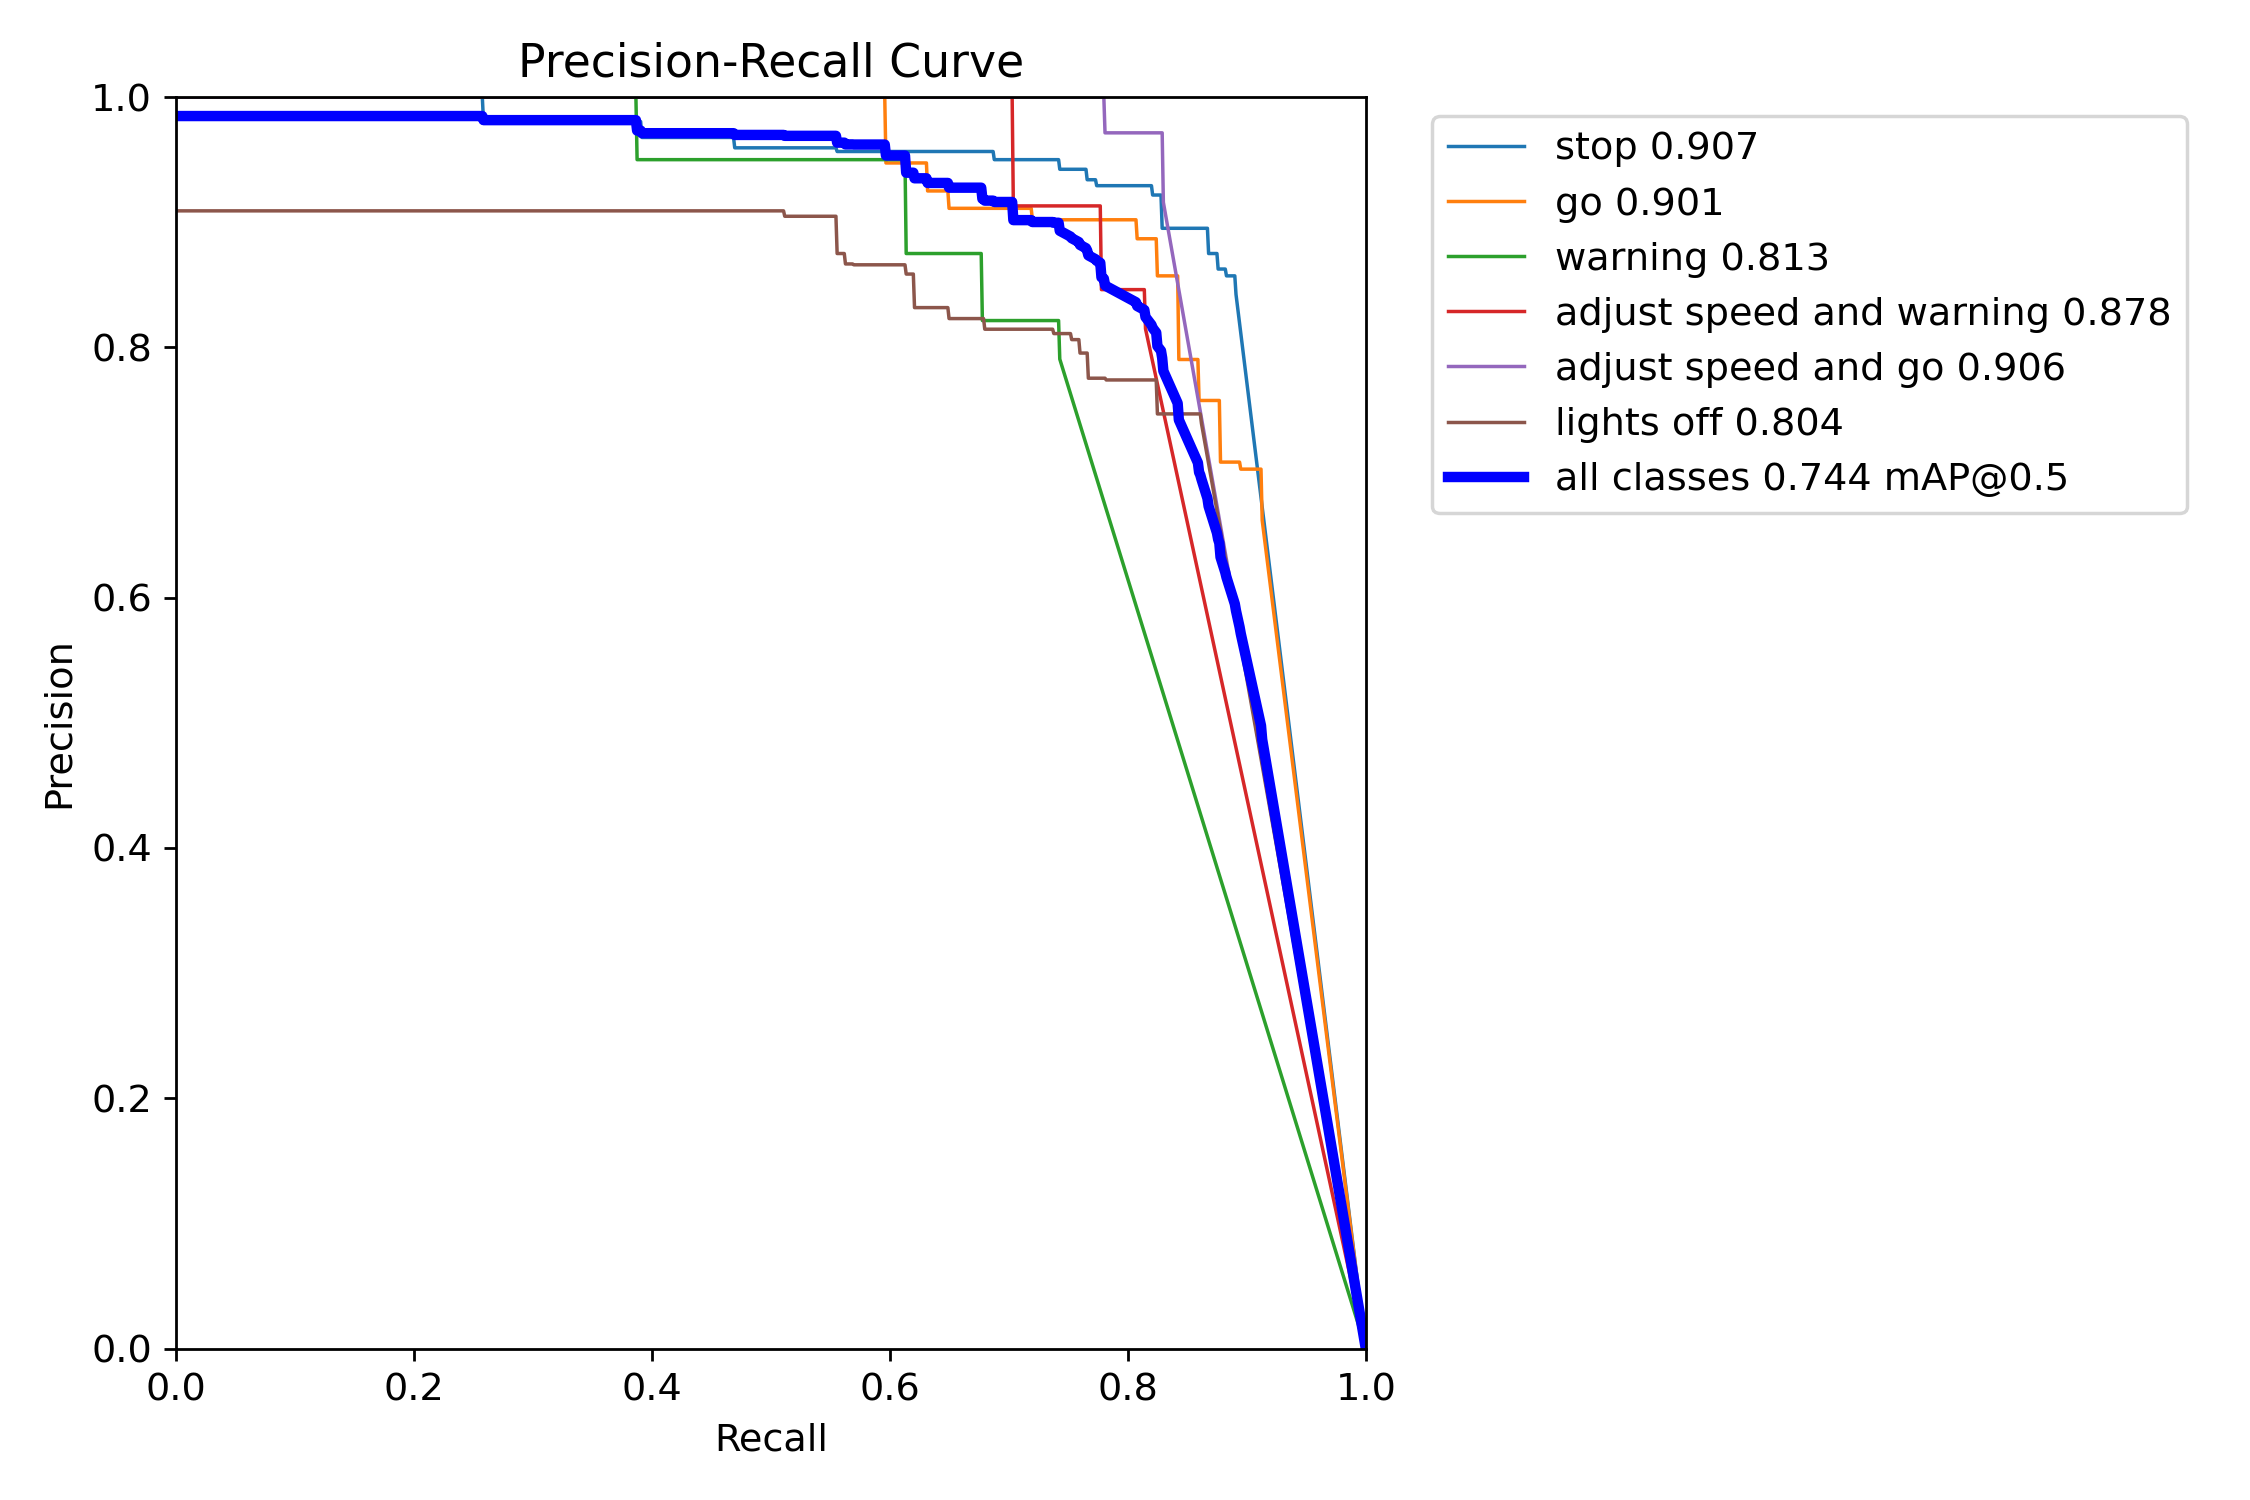 Precision-Recall Curve
1.0
0.8
0.6
0.4
0.2
0.0
Precision
0.0 0.2 0.4 0.6 0.8 1.0
Recall
stop 0.907
go 0.901
warning 0.813
adjust speed and warning 0.878
adjust speed and go 0.906
lights off 0.804
all classes 0.744 mAP@0.5